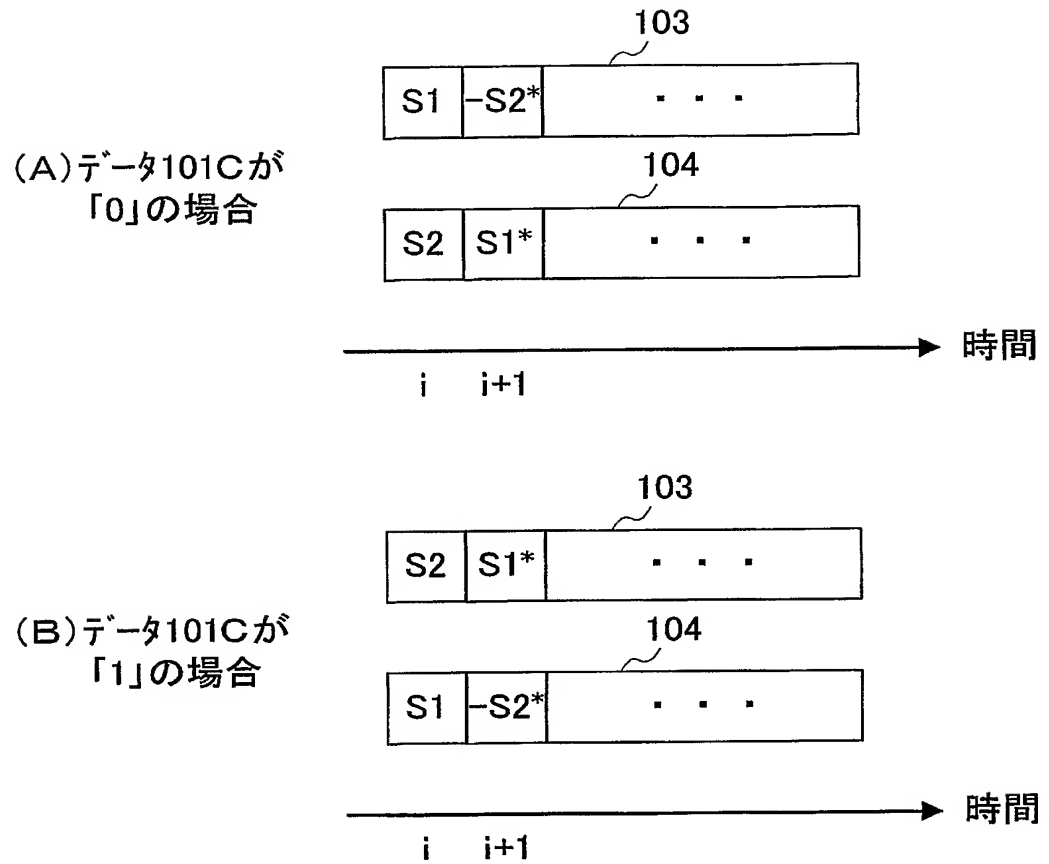 103
S1 -S2* ・・・
(A)データ101Cが
「0」の場合
104
S2 S1* ・・・
時間
i i+1
103
S2 S1* ・・・
(B)データ101Cが
「1」の場合
104
S1 -S2* ・・・
時間
i i+1